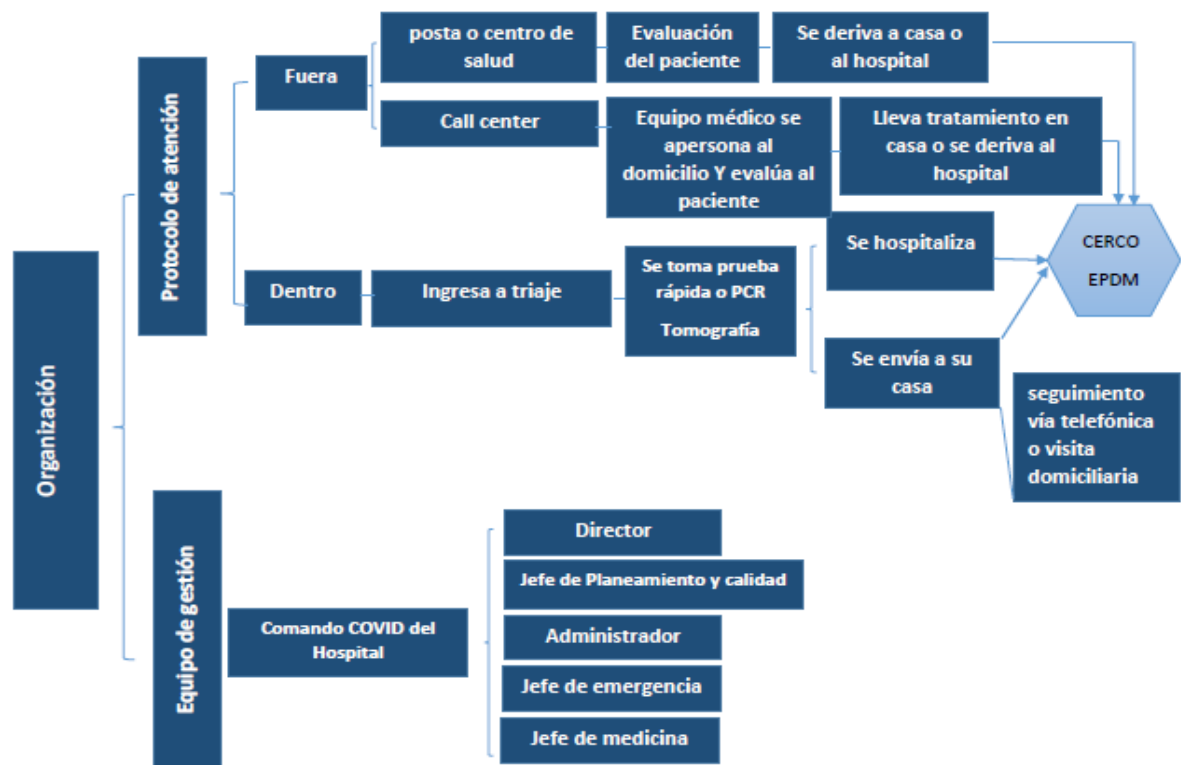 Organización
Protocolo de atención
Fuera
posta o centro de
salud
Evaluación
del paciente
Se deriva a casa o
al hospital
Call center
Equipo médico se
apersona al
domicilio Y evalúa al
paciente
Lleva tratamiento en
casa o se deriva al
hospital
Dentro
Ingresa a triaje
Se toma prueba
rápida o PCR
Tomografía
Se hospitaliza
Se envía a su
casa
CERCO
EPDM
seguimiento
vía telefónica
o visita
domiciliaria
Equipo de gestión
Comando COVID del
Hospital
Director
Jefe de Planeamiento y calidad
Administrador
Jefe de emergencia
Jefe de medicina